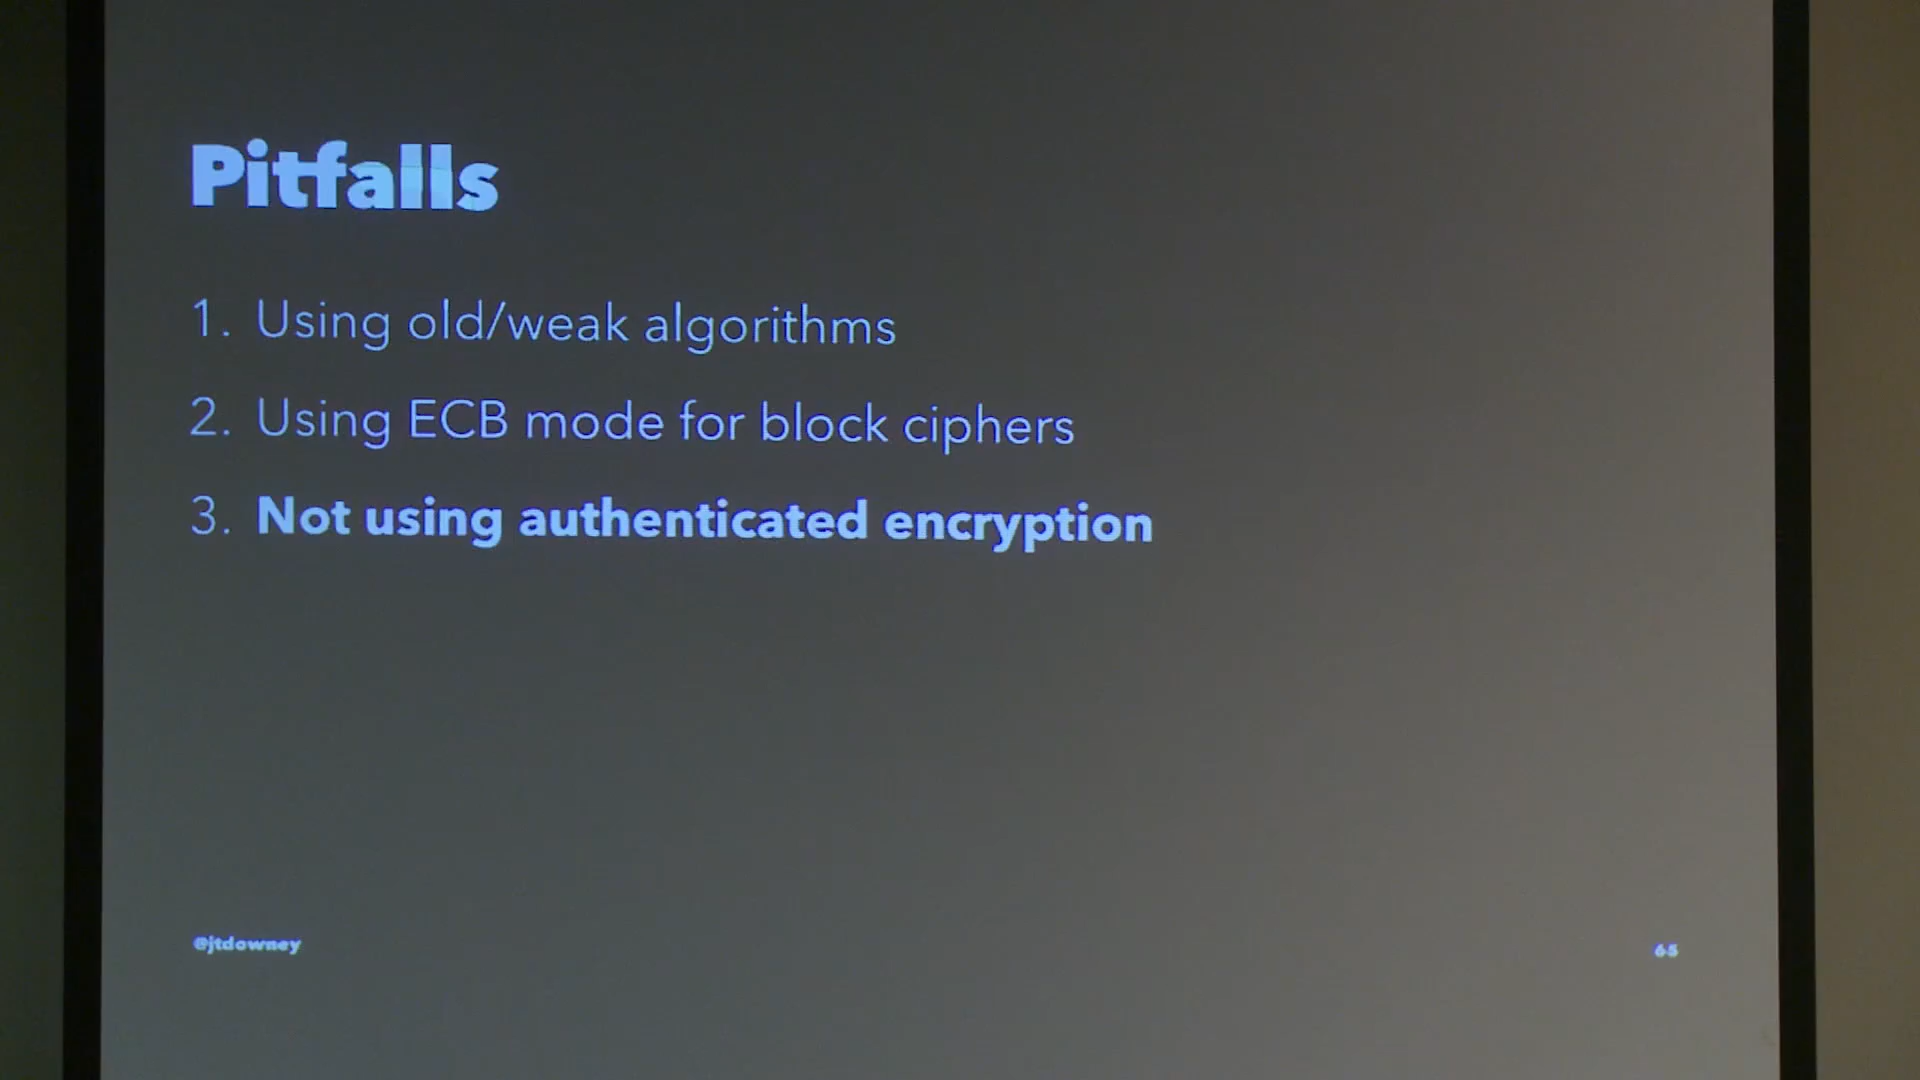 Pitfalls
1. Using old/weak algorithms
2. Using ECB mode for block ciphers
3. Not using authenticated encryption
@jtdowney
65